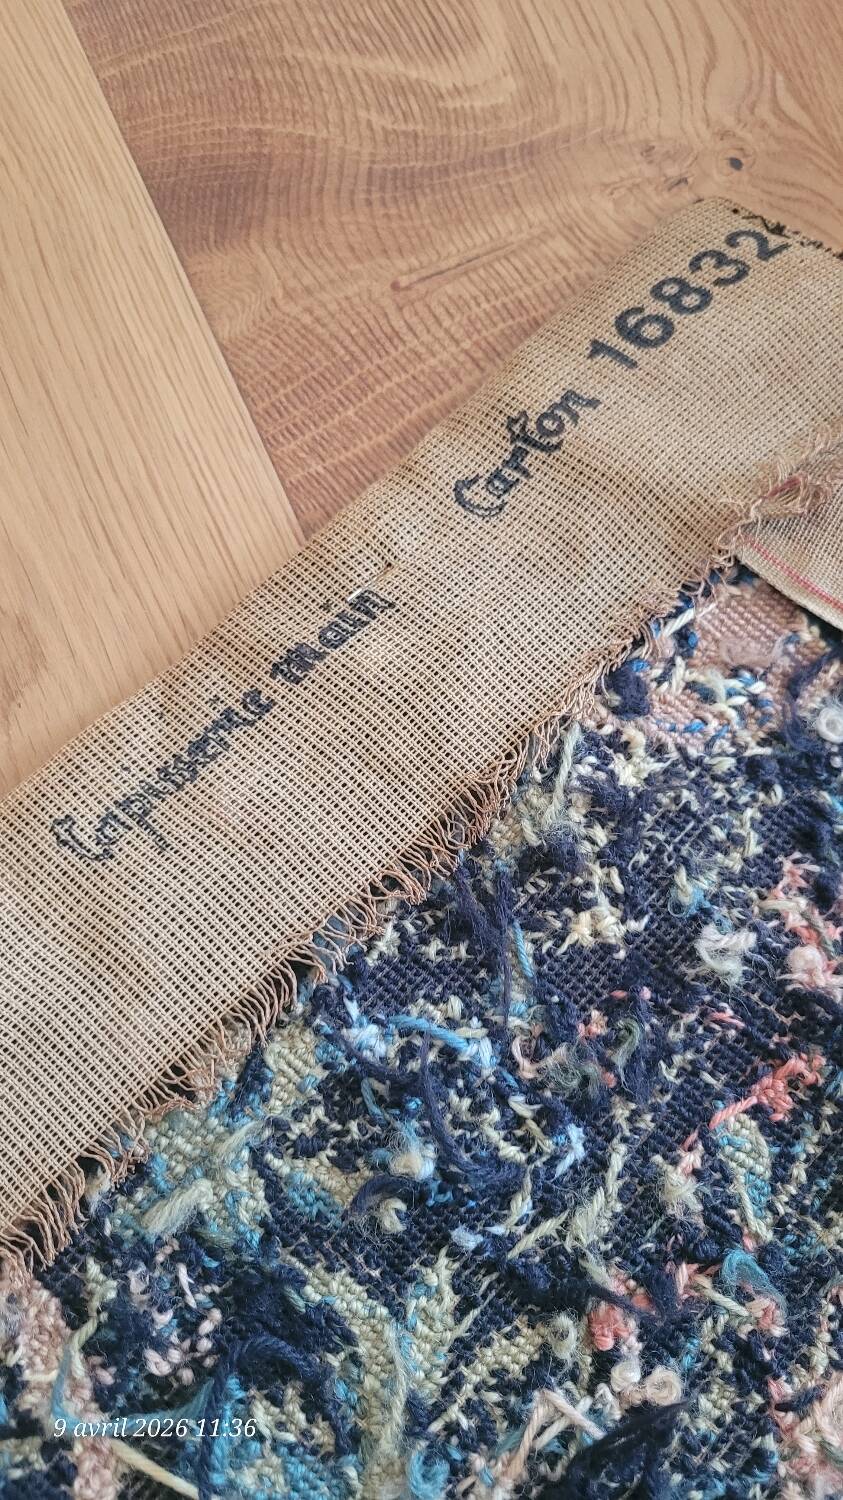 Tapisserie main Carton 16832
9 avril 2026 11:36